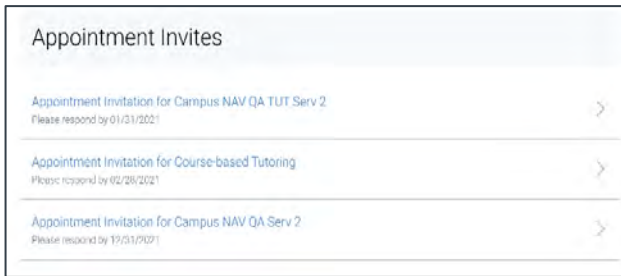 Appointment Invites
Appointment Invitation for Campus NAV QA TUT Serv 2
Please respond by 01/31/2021
Appointment Invitation for Course-based Tutoring
Please respond by 02/28/2021
Appointment Invitation for Campus NAV QA Serv 2
Please respond by 12/31/2021